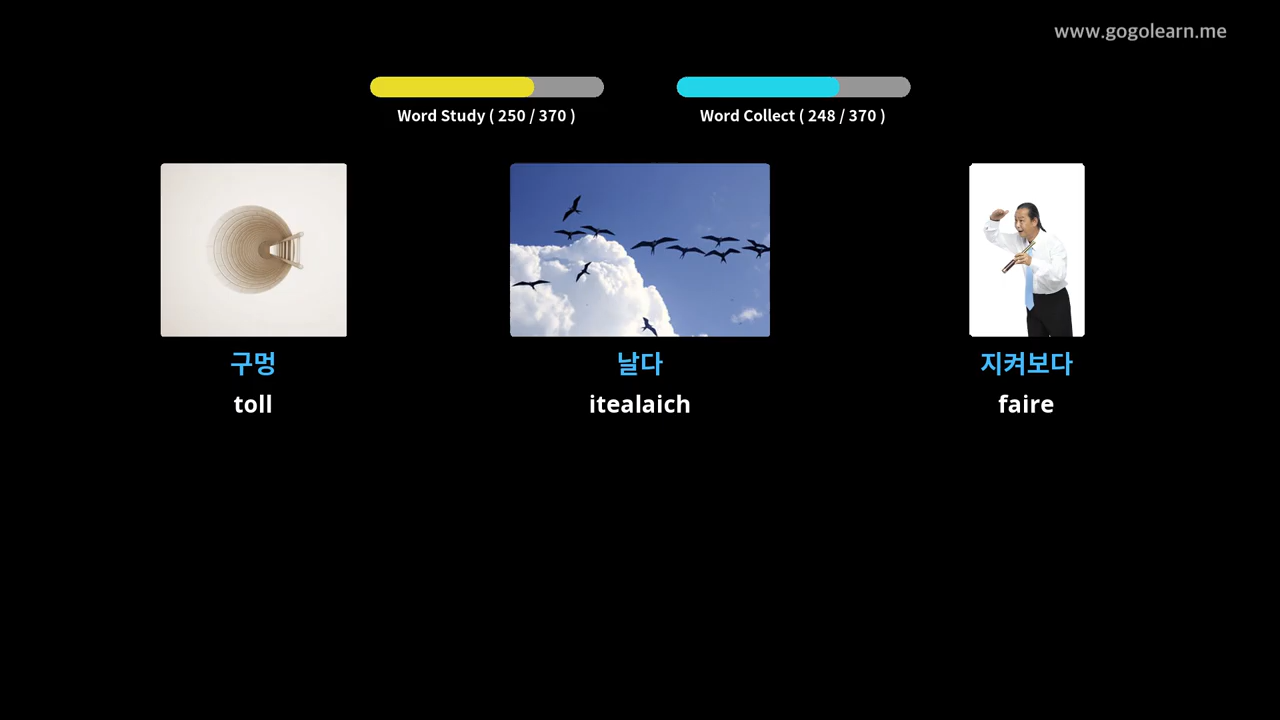 www.gogolearn.me
Word Study ( 250 / 370 )
Word Collect ( 248 / 370 )
구멍
toll
날다
itealaich
지켜보다
faire